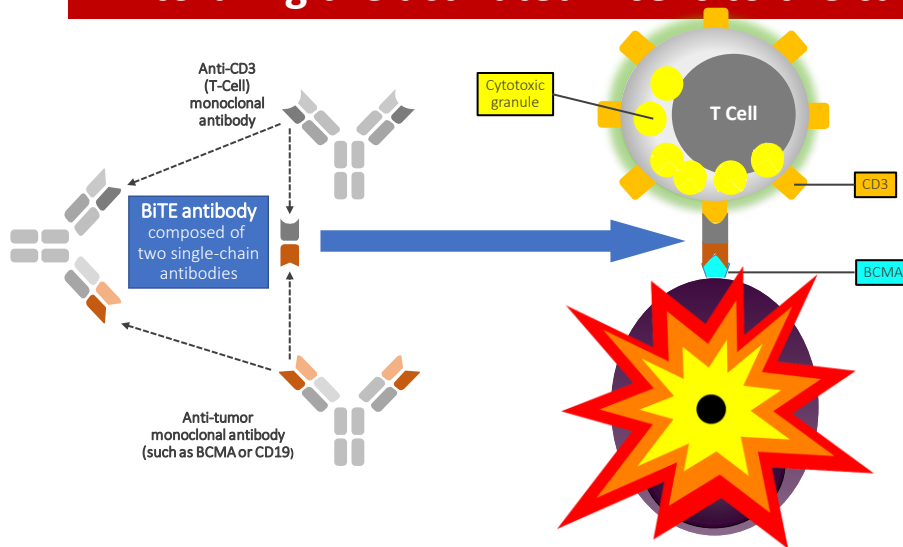 Anti-CD3
(T-Cell)
monoclonal
antibody
BiTE antibody
composed of
two single-chain
antibodies
Anti-tumor
monoclonal antibody
(such as BCMA or CD19)
Cytotoxic
granule
T Cell
CD3
BCMA